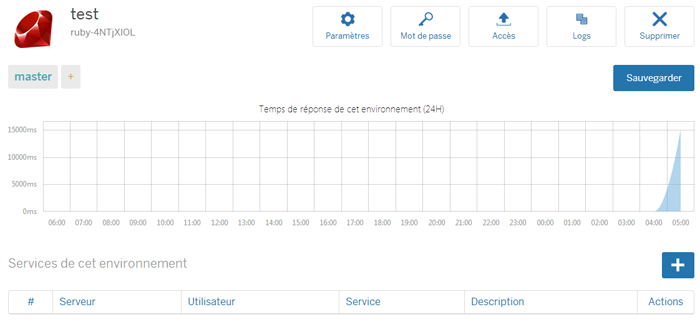 test
ruby-4NTjXIOL
Paramètres
Mot de passe
Accès
Logs
Supprimer
master
+
Sauvegarder
Temps de réponse de cet environnement (24H)
15000ms
10000ms
5000ms
0ms
06:00 07:00 08:00 09:00 10:00 11:00 12:00 13:00 14:00 15:00 16:00 17:00 18:00 19:00 20:00 21:00 22:00 23:00 00:00 01:00 02:00 03:00 04:00 05:00
Services de cet environnement
# Serveur Utilisateur Service Description Actions